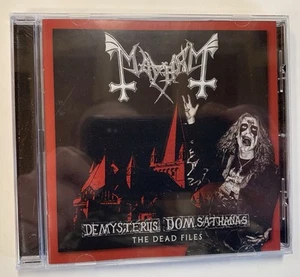 MAYHEM
DE MYSTERIIS DOM SATHANAS
THE DEAD FILES